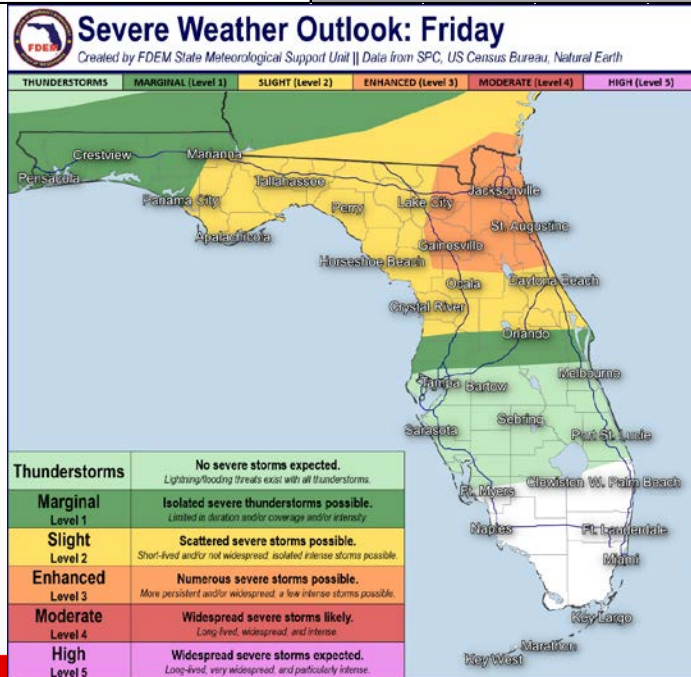 Severe Weather Outlook: Friday
FDEM
Created by FDEM State Meteorological Support Unit || Data from SPC, US Census Bureau, Natural Earth
THUNDERSTORMS MARGINAL (Level 1) SLIGHT (Level 2) ENHANCED (Level 3) MODERATE (Level 4) HIGH (Level 5)
Crestview
Marianna
Pensacola
Tallahassee
Jacksonville
Panama City
Perry
Lake City
Apalachicola
St. Augustine
Gainesville
Horseshoe Beach
Ocala
Daytona Beach
Crystal River
Orlando
Tampa
Bartow
Melbourne
Sarasota
Sebring
Port St. Lucie
Ft. Myers
Clewiston
W. Palm Beach
Naples
Ft. Lauderdale
Miami
Key Largo
Marathon
Key West
Thunderstorms
No severe storms expected.
Lightning/flooding threats exist with all thunderstorms.
Marginal
Level 1
Isolated severe thunderstorms possible.
Limited in duration and/or coverage and/or intensity
Slight
Level 2
Scattered severe storms possible.
Short-lived and/or not widespread, isolated intense storms possible.
Enhanced
Level 3
Numerous severe storms possible.
More persistent and/or widespread, a few intense storms possible.
Moderate
Level 4
Widespread severe storms likely.
Long-lived, widespread, and intense.
High
Level 5
Widespread severe storms expected.
Long-lived, very widespread, and particularly intense.